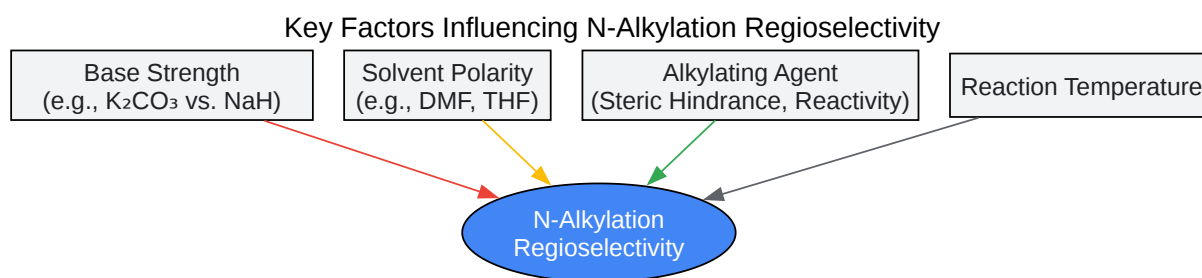 Key Factors Influencing N-Alkylation Regioselectivity
Base Strength
(e.g., K₂CO₃ vs. NaH)
Solvent Polarity
(e.g., DMF, THF)
Alkylating Agent
(Steric Hindrance, Reactivity)
Reaction Temperature
N-Alkylation
Regioselectivity